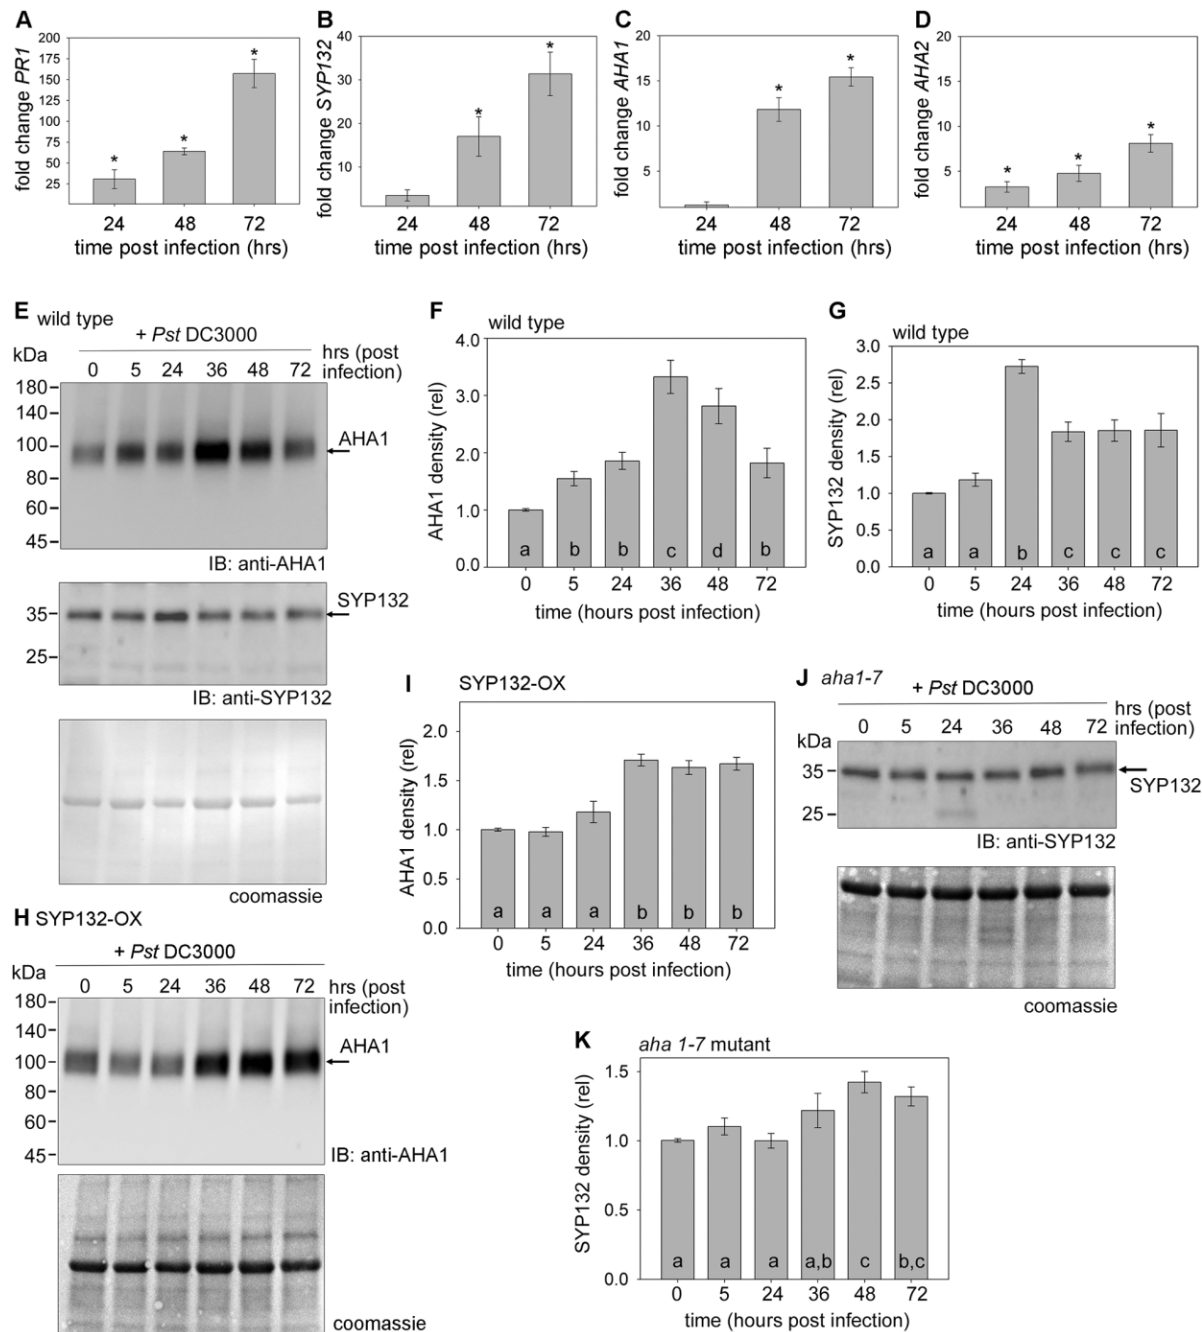 A
fold change PR1
200
175
150
125
100
75
50
25
*
*
*
24 48 72
time post infection (hrs)
B
fold change SYP132
40
30
20
10
*
*
24 48 72
time post infection (hrs)
C
fold change AHA1
20
15
10
5
*
*
24 48 72
time post infection (hrs)
D
fold change AHA2
20
15
10
5
*
*
*
24 48 72
time post infection (hrs)
E wild type
+ Pst DC3000
kDa
0 5 24 36 48 72
hrs (post
infection)
180
140
100
80
60
45
AHA1
IB: anti-AHA1
35
25
SYP132
IB: anti-SYP132
coomassie
F
wild type
AHA1 density (rel)
4.0
3.0
2.0
1.0
0.0
a b b c d b
0 5 24 36 48 72
time (hours post infection)
G
wild type
SYP132 density (rel)
3.0
2.5
2.0
1.5
1.0
0.5
0.0
a a b c c c
0 5 24 36 48 72
time (hours post infection)
H SYP132-OX
+ Pst DC3000
kDa
0 5 24 36 48 72
hrs (post
infection)
180
140
100
80
60
45
AHA1
IB: anti-AHA1
coomassie
I
SYP132-OX
AHA1 density (rel)
2.0
1.5
1.0
0.5
0.0
a a a b b b
0 5 24 36 48 72
time (hours post infection)
J aha1-7
+ Pst DC3000
0 5 24 36 48 72
hrs (post
infection)
kDa
35
25
SYP132
IB: anti-SYP132
coomassie
K
aha 1-7 mutant
SYP132 density (rel)
1.5
1.0
0.5
0.0
a a a a,b c b,c
0 5 24 36 48 72
time (hours post infection)